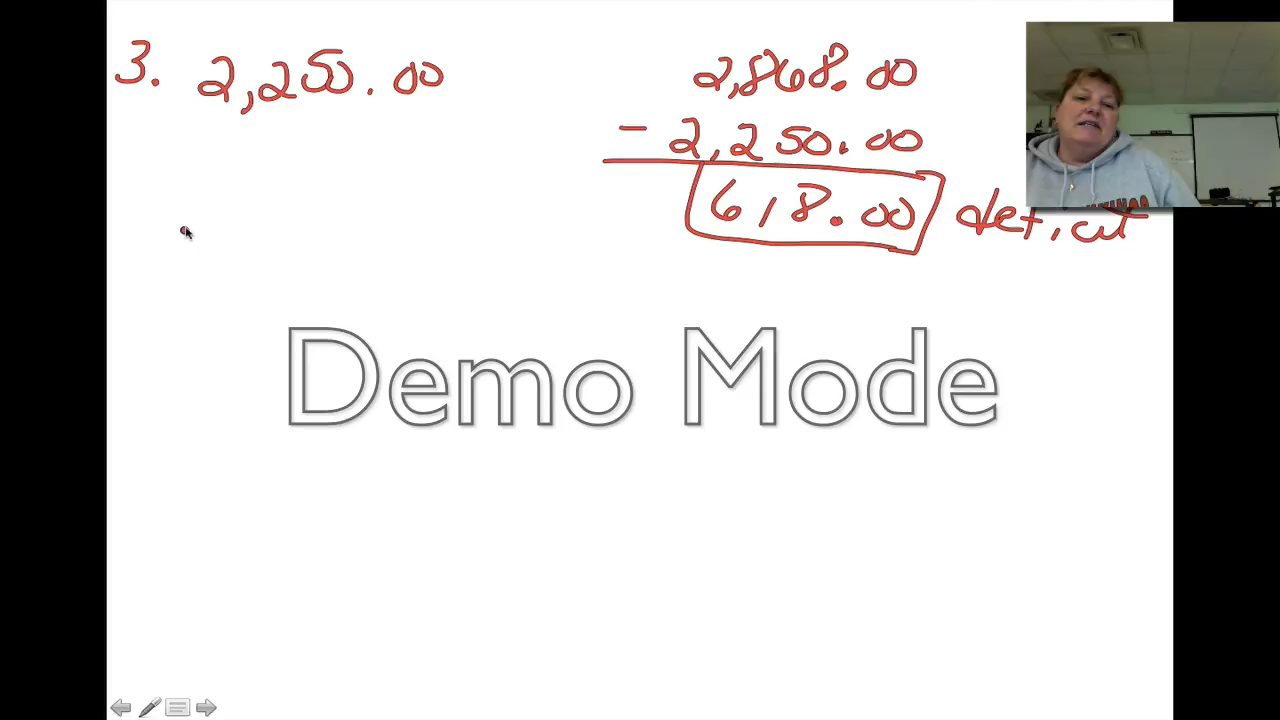 3. 2,250.00
2,868.00
- 2,250.00
618.00 deficit
Demo Mode